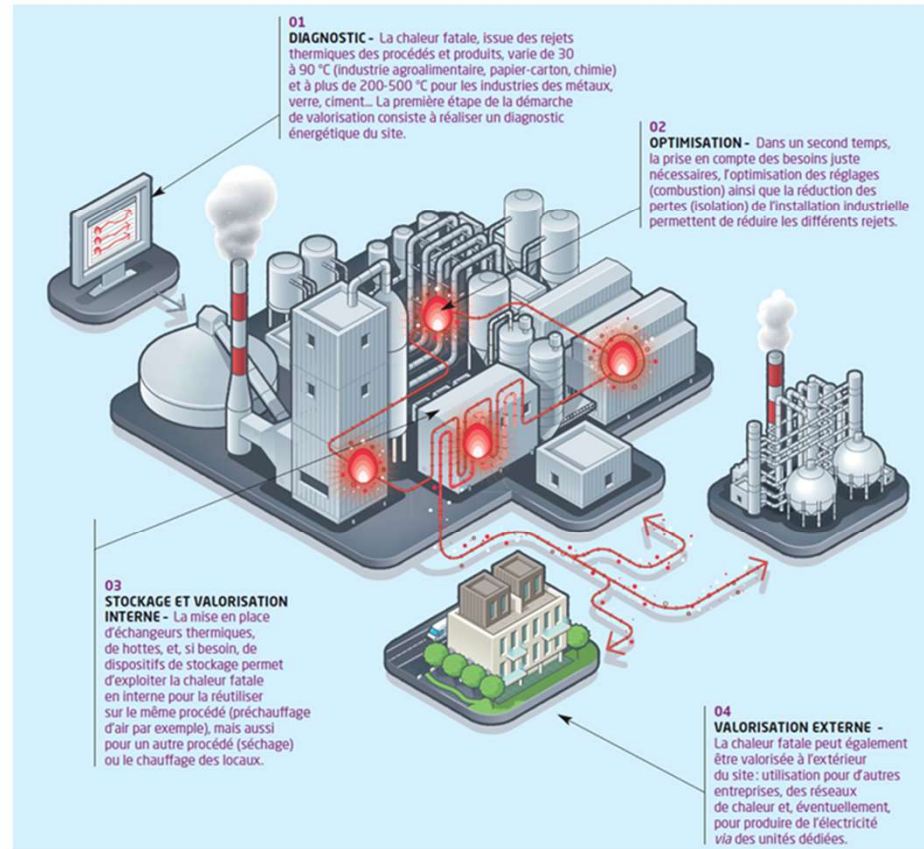 01
DIAGNOSTIC - La chaleur fatale, issue des rejets
thermiques des procédés et produits, varie de 30
à 90 °C (industrie agroalimentaire, papier-carton, chimie)
et à plus de 200-500 °C pour les industries des métaux,
verre, ciment... La première étape de la démarche
de valorisation consiste à réaliser un diagnostic
énergétique du site.
02
OPTIMISATION - Dans un second temps,
la prise en compte des besoins juste
nécessaires, l'optimisation des réglages
(combustion) ainsi que la réduction des
pertes (isolation) de l'installation industrielle
permettent de réduire les différents rejets.
03
STOCKAGE ET VALORISATION
INTERNE - La mise en place
d'échangeurs thermiques,
de hottes, et, si besoin, de
dispositifs de stockage permet
d'exploiter la chaleur fatale
en interne pour la réutiliser
sur le même procédé (préchauffage
d'air par exemple), mais aussi
pour un autre procédé (séchage)
ou le chauffage des locaux.
04
VALORISATION EXTERNE -
La chaleur fatale peut également
être valorisée à l'extérieur
du site : utilisation pour d'autres
entreprises, des réseaux
de chaleur et, éventuellement,
pour produire de l'électricité
via des unités dédiées.